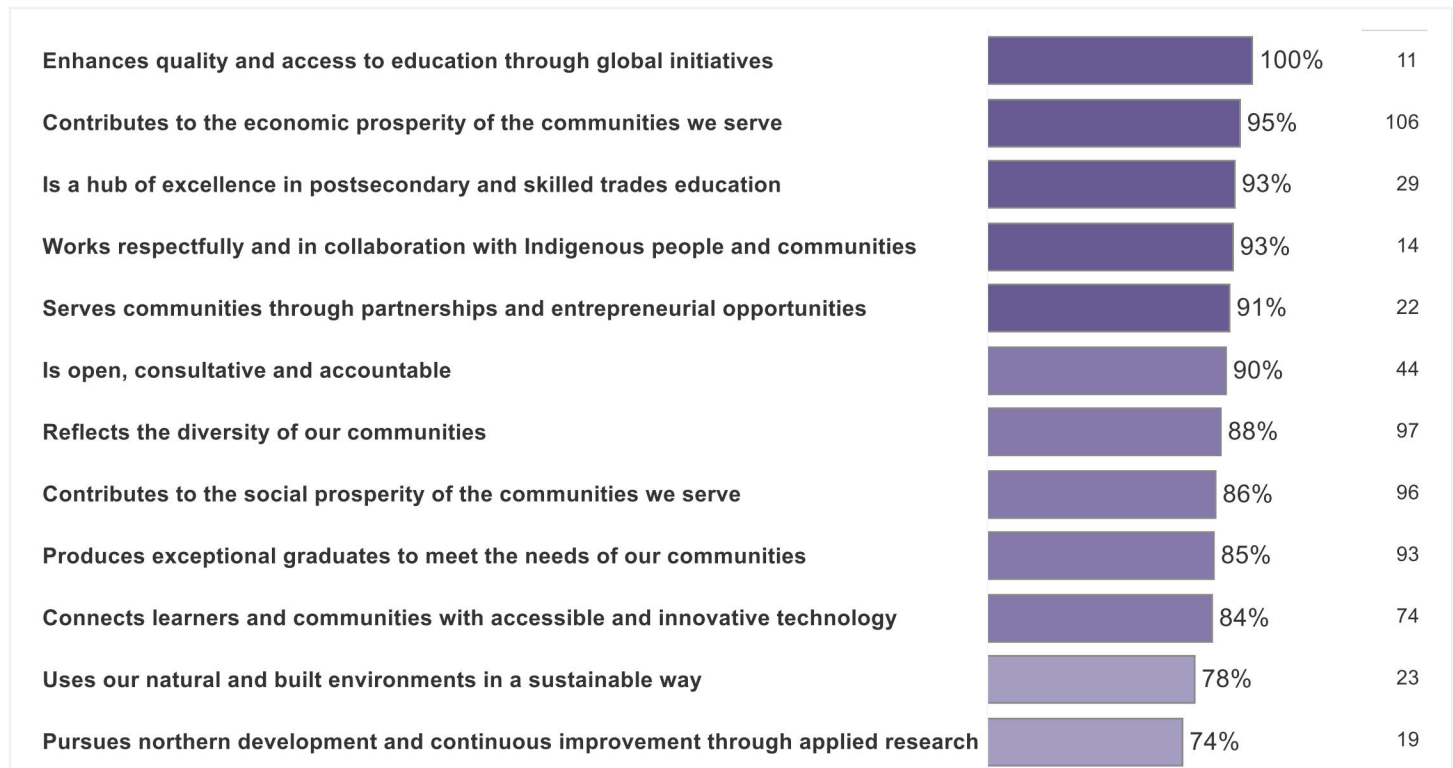 Enhances quality and access to education through global initiatives 100% 11
Contributes to the economic prosperity of the communities we serve 95% 106
Is a hub of excellence in postsecondary and skilled trades education 93% 29
Works respectfully and in collaboration with Indigenous people and communities 93% 14
Serves communities through partnerships and entrepreneurial opportunities 91% 22
Is open, consultative and accountable 90% 44
Reflects the diversity of our communities 88% 97
Contributes to the social prosperity of the communities we serve 86% 96
Produces exceptional graduates to meet the needs of our communities 85% 93
Connects learners and communities with accessible and innovative technology 84% 74
Uses our natural and built environments in a sustainable way 78% 23
Pursues northern development and continuous improvement through applied research 74% 19